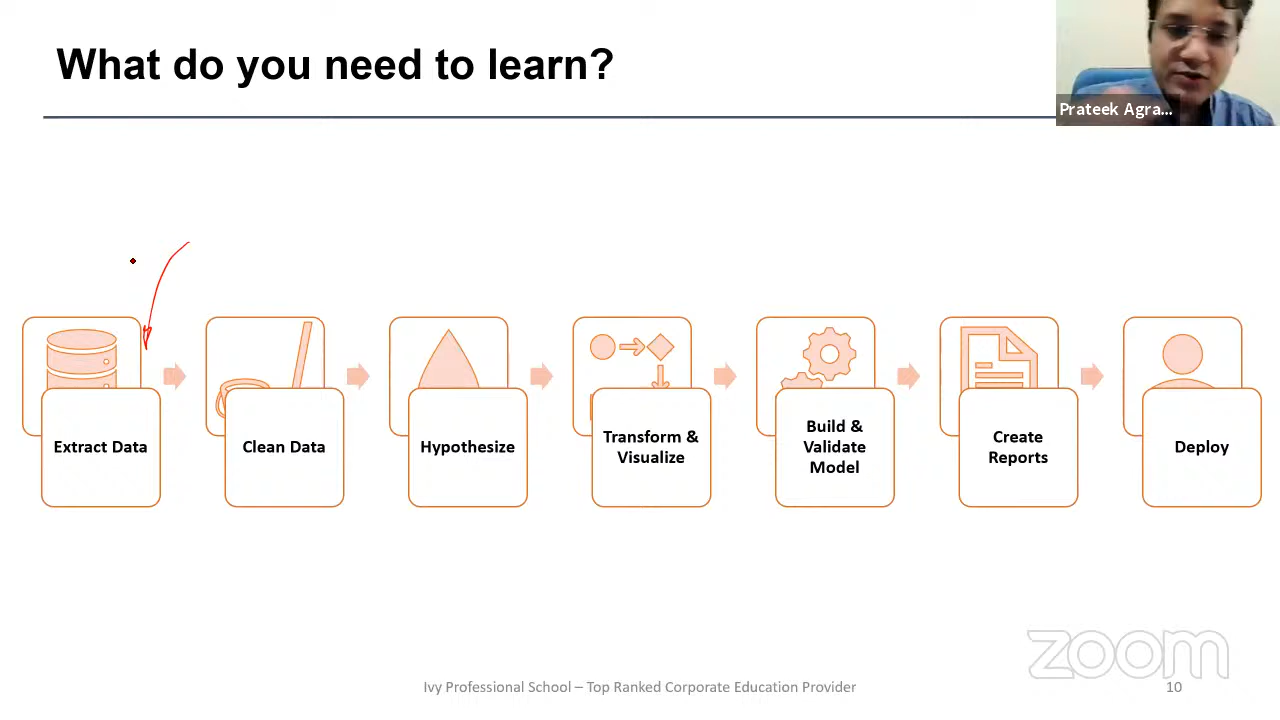 What do you need to learn?
Prateek Agra...
Extract Data
Clean Data
Hypothesize
Transform &
Visualize
Build &
Validate
Model
Create
Reports
Deploy
zoom
Ivy Professional School – Top Ranked Corporate Education Provider
10